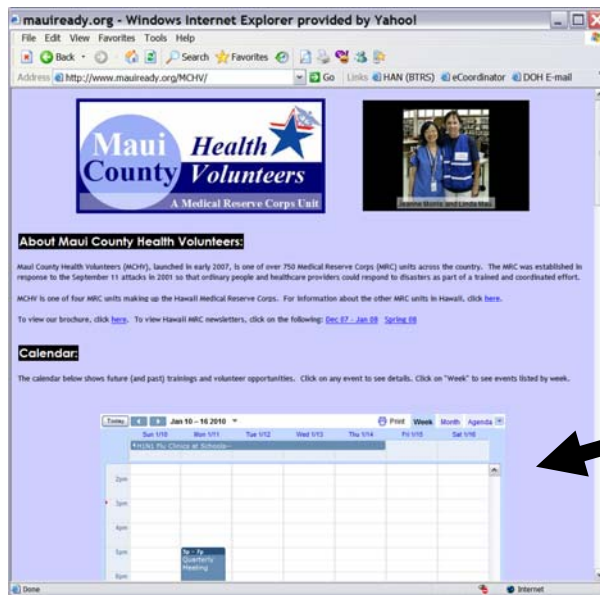 mauiready.org - Windows Internet Explorer provided by Yahoo!
File Edit View Favorites Tools Help
Back Search Favorites
Address http://www.mauiready.org/MCHV/ Go Links HAN (BTRS) eCoordinator DOH E-mail
Maui County
Health Volunteers
A Medical Reserve Corps Unit
Jeanne Morris and Linda Mau
About Maui County Health Volunteers:
Maui County Health Volunteers (MCHV), launched in early 2007, is one of over 750 Medical Reserve Corps (MRC) units across the country. The MRC was established in
response to the September 11 attacks in 2001 so that ordinary people and healthcare providers could respond to disasters as part of a trained and coordinated effort.
MCHV is one of four MRC units making up the Hawaii Medical Reserve Corps. For information about the other MRC units in Hawaii, click here.
To view our brochure, click here. To view Hawaii MRC newsletters, click on the following: Dec 07 - Jan 08 Spring 08
Calendar:
The calendar below shows future (and past) trainings and volunteer opportunities. Click on any event to see details. Click on "Week" to see events listed by week.
Today Jan 10 – 16 2010 Print Week Month Agenda
Sun 1/10 Mon 1/11 Tue 1/12 Wed 1/13 Thu 1/14 Fri 1/15 Sat 1/16
H1N1 Flu Clinics at Schools
2pm
3pm
4pm
5pm
5p – 7p
Quarterly
Meeting
6pm
Done Internet